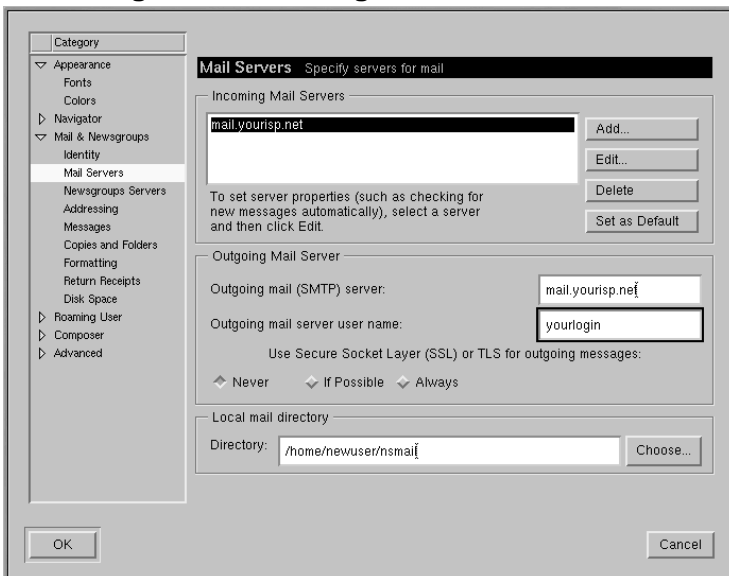 Category
Appearance
Fonts
Colors
Navigator
Mail & Newsgroups
Identity
Mail Servers
Newsgroups Servers
Addressing
Messages
Copies and Folders
Formatting
Return Receipts
Disk Space
Roaming User
Composer
Advanced
Mail Servers Specify servers for mail
Incoming Mail Servers
mail.yourisp.net
Add...
Edit...
Delete
Set as Default
To set server properties (such as checking for
new messages automatically), select a server
and then click Edit.
Outgoing Mail Server
Outgoing mail (SMTP) server: mail.yourisp.net
Outgoing mail server user name: yourlogin
Use Secure Socket Layer (SSL) or TLS for outgoing messages:
Never If Possible Always
Local mail directory
Directory: /home/newuser/nsmail Choose...
OK Cancel